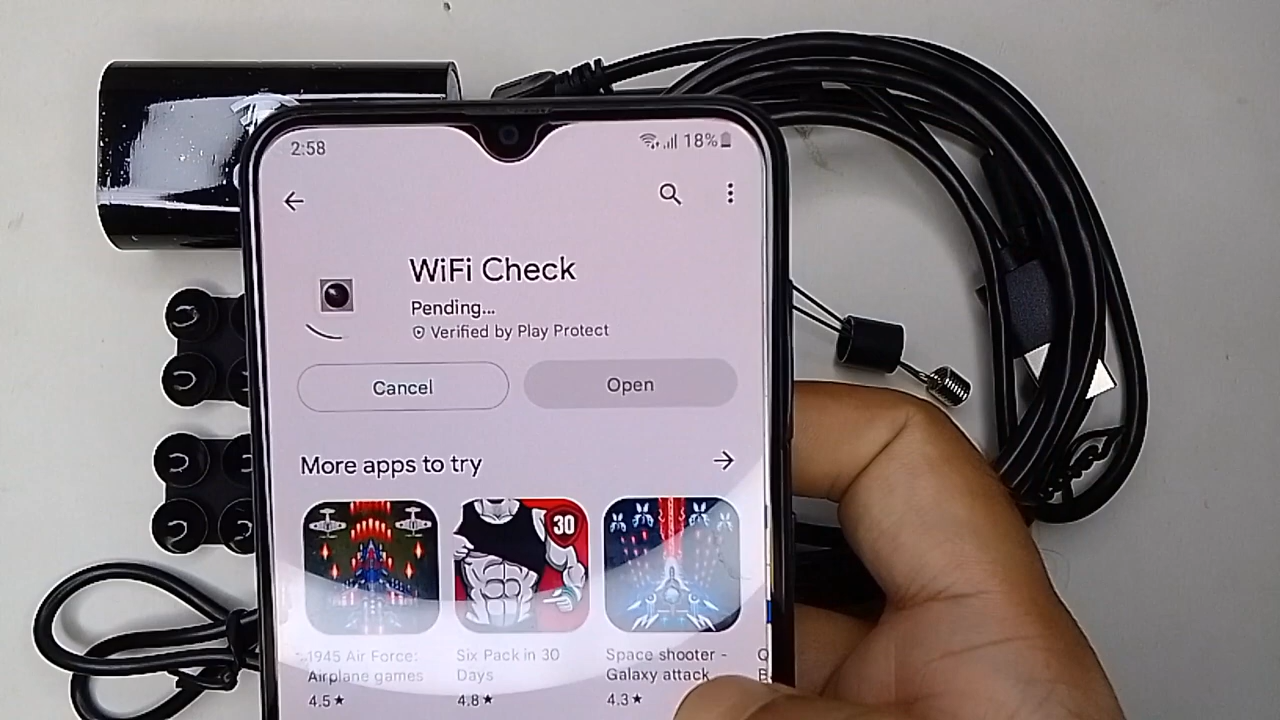 2:58
18%
WiFi Check
Pending...
Verified by Play Protect
Cancel
Open
More apps to try
30
1945 Air Force:
Airplane games
4.5★
Six Pack in 30
Days
4.8★
Space shooter -
Galaxy attack
4.3★